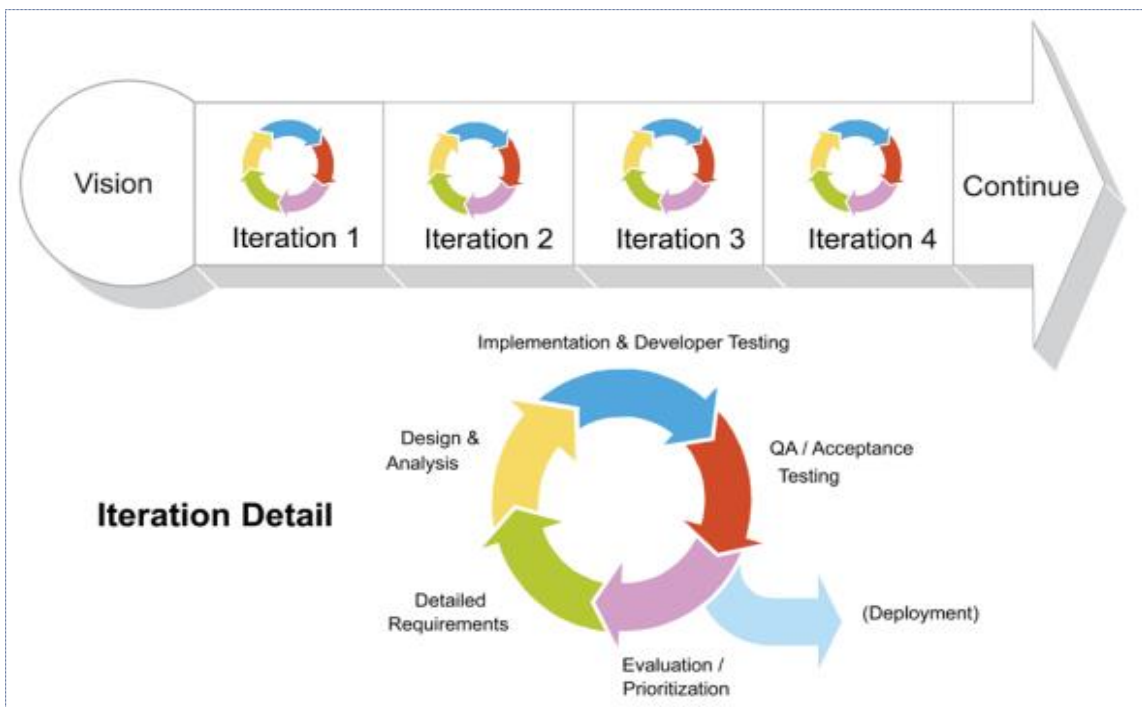 Vision
Iteration 1
Iteration 2
Iteration 3
Iteration 4
Continue
Implementation & Developer Testing
Design &
Analysis
QA / Acceptance
Testing
Iteration Detail
Detailed
Requirements
(Deployment)
Evaluation /
Prioritization